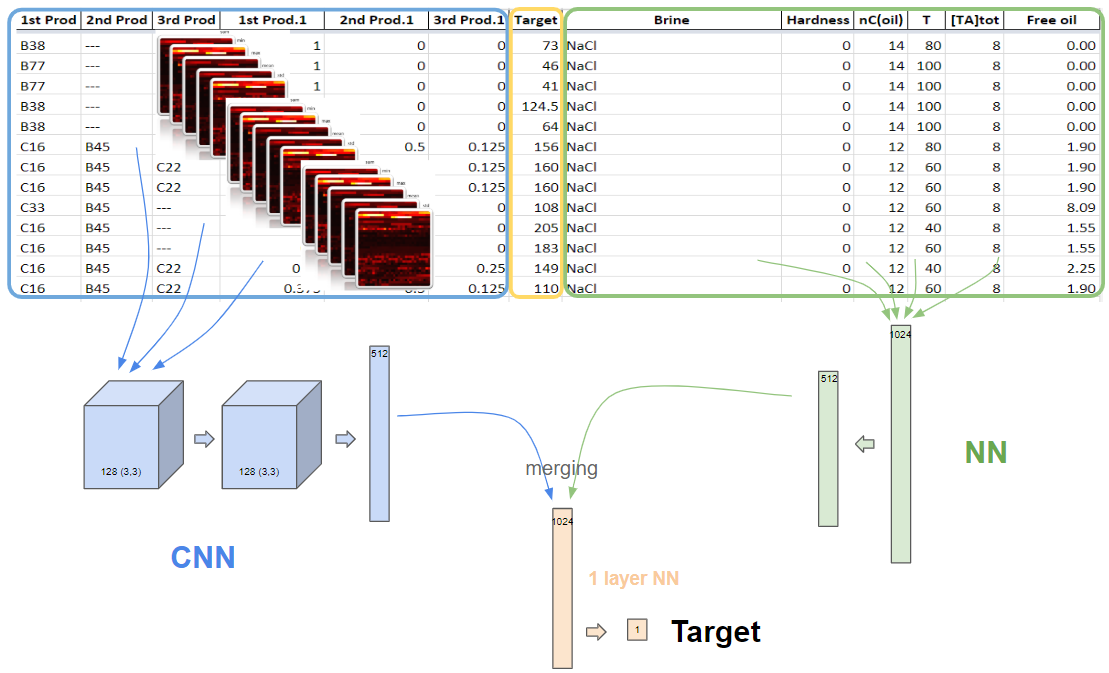 1st Prod 2nd Prod 3rd Prod 1st Prod.1 2nd Prod.1 3rd Prod.1 Target Brine Hardness nC(oil) T [TA]tot Free oil
B38 --- 1 0 0 73 NaCl 0 14 80 8 0.00
B77 --- 1 0 0 46 NaCl 0 14 100 8 0.00
B77 --- 1 0 0 41 NaCl 0 14 100 8 0.00
B38 --- 0 0 124.5 NaCl 0 14 100 8 0.00
B38 --- 0 0 64 NaCl 0 14 100 8 0.00
C16 B45 0.5 0.125 156 NaCl 0 12 80 8 1.90
C16 B45 C22 0.125 160 NaCl 0 12 60 8 1.90
C16 B45 C22 0.125 160 NaCl 0 12 60 8 1.90
C33 B45 --- 0 108 NaCl 0 12 60 8 8.09
C16 B45 --- 0 205 NaCl 0 12 40 8 1.55
C16 B45 --- 0 183 NaCl 0 12 60 8 1.55
C16 B45 C22 0 0.25 149 NaCl 0 12 40 8 2.25
C16 B45 C22 0.125 110 NaCl 0 12 60 8 1.90
min
max
std
min
max
std
min
max
std
128 (3,3)
128 (3,3)
512
CNN
1024
512
NN
merging
1024
1 layer NN
1
Target